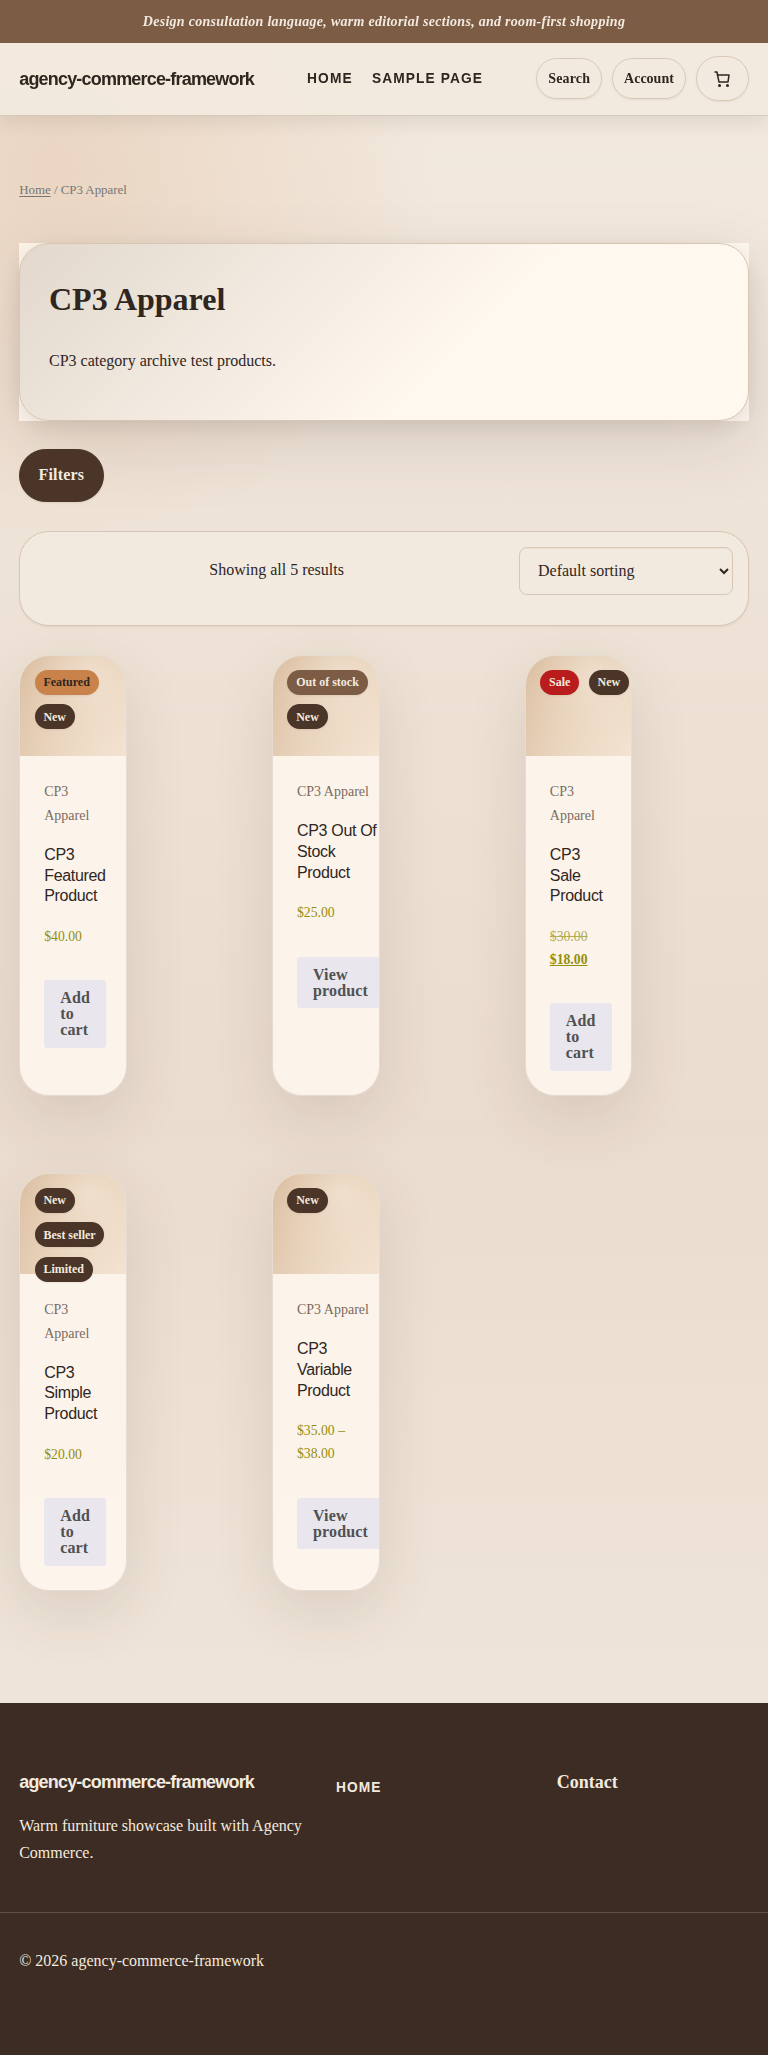 Design consultation language, warm editorial sections, and room-first shopping
agency-commerce-framework
HOME
SAMPLE PAGE
Search
Account
Home / CP3 Apparel
CP3 Apparel
CP3 category archive test products.
Filters
Showing all 5 results
Default sorting
Featured
New
CP3
Apparel
CP3
Featured
Product
$40.00
Add
to
cart
Out of stock
New
CP3 Apparel
CP3 Out Of
Stock
Product
$25.00
View
product
Sale
New
CP3
Apparel
CP3
Sale
Product
$30.00
$18.00
Add
to
cart
New
Best seller
Limited
CP3
Apparel
CP3
Simple
Product
$20.00
Add
to
cart
New
CP3 Apparel
CP3
Variable
Product
$35.00 –
$38.00
View
product
agency-commerce-framework
Warm furniture showcase built with Agency
Commerce.
HOME
Contact
© 2026 agency-commerce-framework